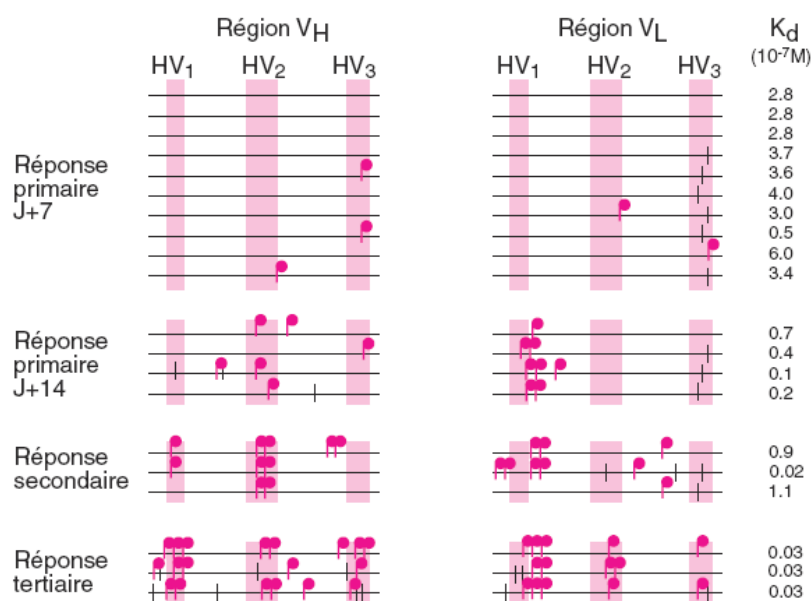 Région VH
Région VL
Kd
(10-7M)
HV1
HV2
HV3
HV1
HV2
HV3
Réponse
primaire
J+7
2.8
2.8
2.8
3.7
3.6
4.0
3.0
0.5
6.0
3.4
Réponse
primaire
J+14
0.7
0.4
0.1
0.2
Réponse
secondaire
0.9
0.02
1.1
Réponse
tertiaire
0.03
0.03
0.03